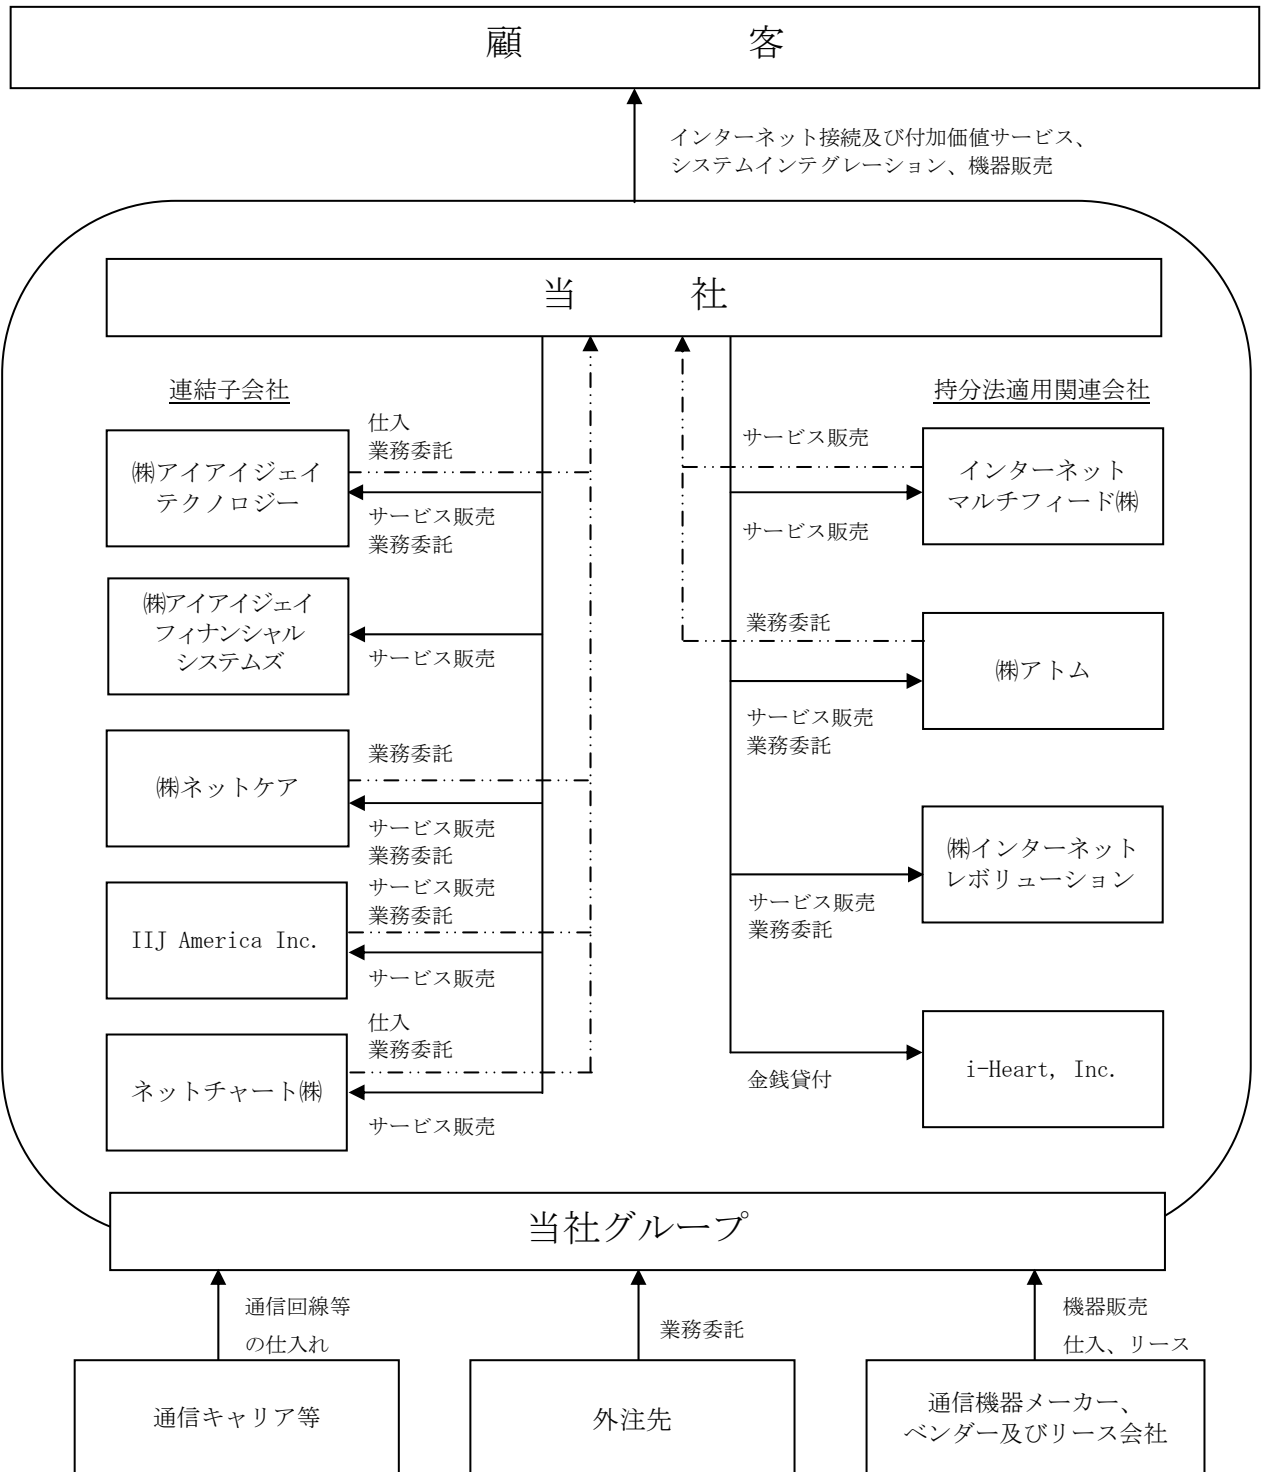 顧 客
インターネット接続及び付加価値サービス、
システムインテグレーション、機器販売
当 社
連結子会社
持分法適用関連会社
仕入
業務委託
㈱アイアイジェイ
テクノロジー
サービス販売
業務委託
サービス販売
インターネット
マルチフィード㈱
サービス販売
㈱アイアイジェイ
フィナンシャル
システムズ
サービス販売
業務委託
㈱アトム
サービス販売
業務委託
業務委託
㈱ネットケア
サービス販売
業務委託
㈱インターネット
レボリューション
サービス販売
業務委託
サービス販売
業務委託
IIJ America Inc.
サービス販売
仕入
業務委託
ネットチャート㈱
サービス販売
i-Heart, Inc.
金銭貸付
当社グループ
通信回線等
の仕入れ
業務委託
機器販売
仕入、リース
通信キャリア等
外注先
通信機器メーカー、
ベンダー及びリース会社